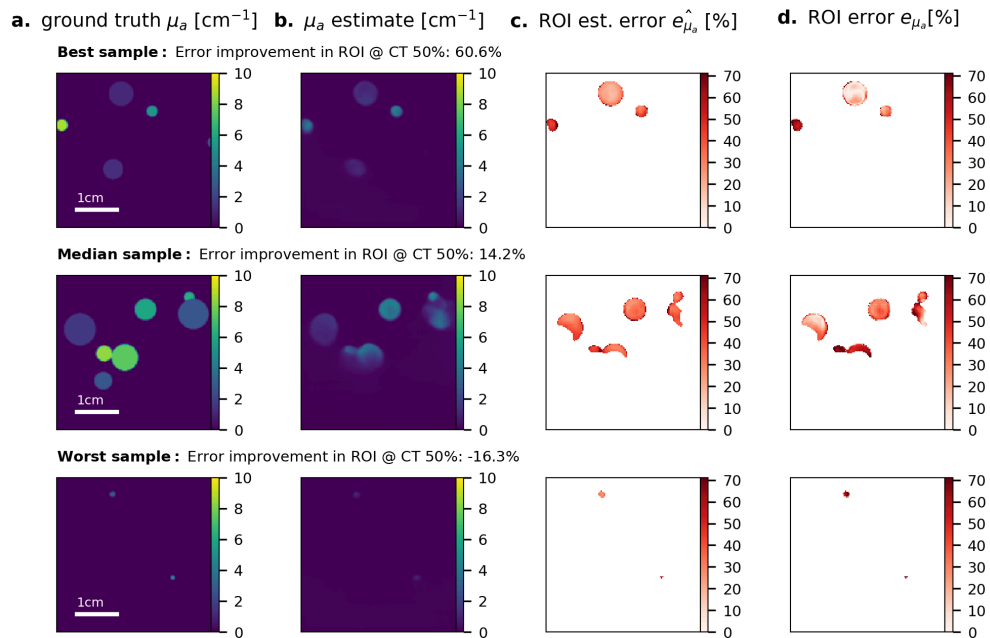 a. ground truth μₐ [cm⁻¹] b. μₐ estimate [cm⁻¹] c. ROI est. error e^_μₐ [%] d. ROI error e_μₐ[%]
Best sample: Error improvement in ROI @ CT 50%: 60.6%
10 10 70 70
8 8 60 60
6 6 50 50
4 4 40 40
2 2 30 30
0 0 20 20
10 10
0 0
1cm
Median sample: Error improvement in ROI @ CT 50%: 14.2%
10 10 70 70
8 8 60 60
6 6 50 50
4 4 40 40
2 2 30 30
0 0 20 20
10 10
0 0
1cm
Worst sample: Error improvement in ROI @ CT 50%: -16.3%
10 10 70 70
8 8 60 60
6 6 50 50
4 4 40 40
2 2 30 30
0 0 20 20
10 10
0 0
1cm